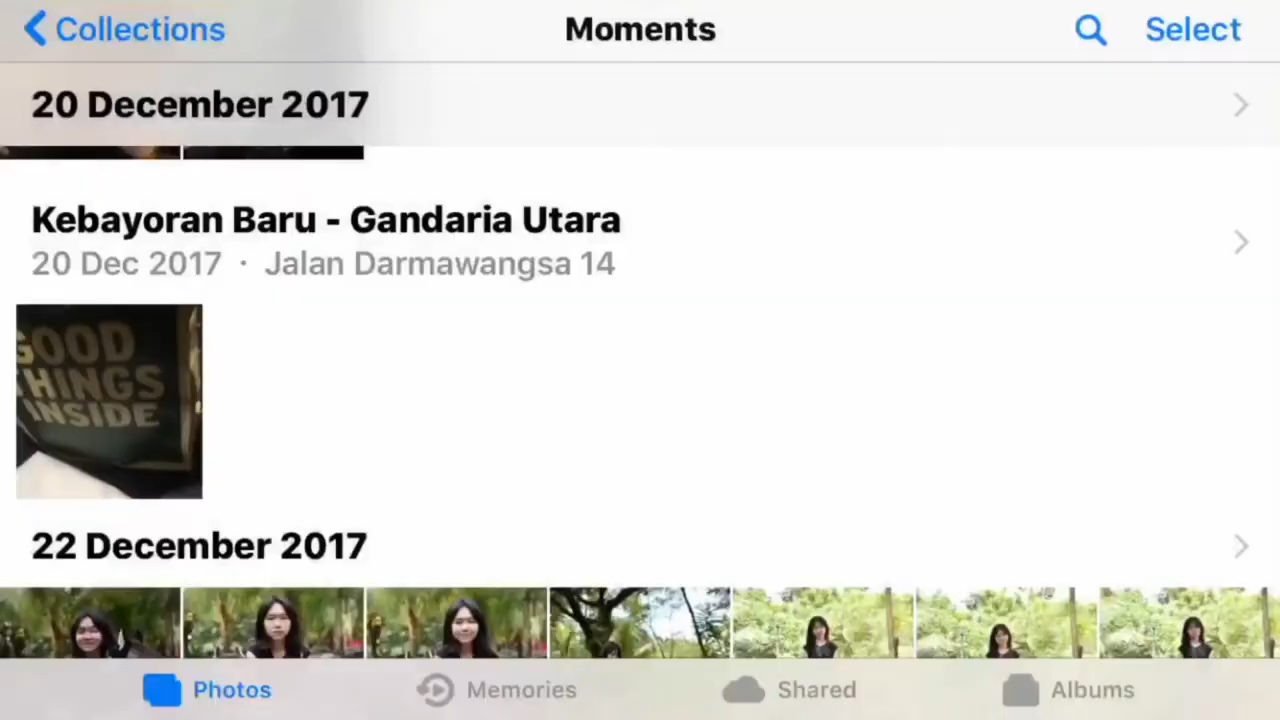 Collections
Moments
Select
20 December 2017
Kebayoran Baru - Gandaria Utara
20 Dec 2017 · Jalan Darmawangsa 14
GOOD
THINGS
INSIDE
22 December 2017
Photos
Memories
Shared
Albums